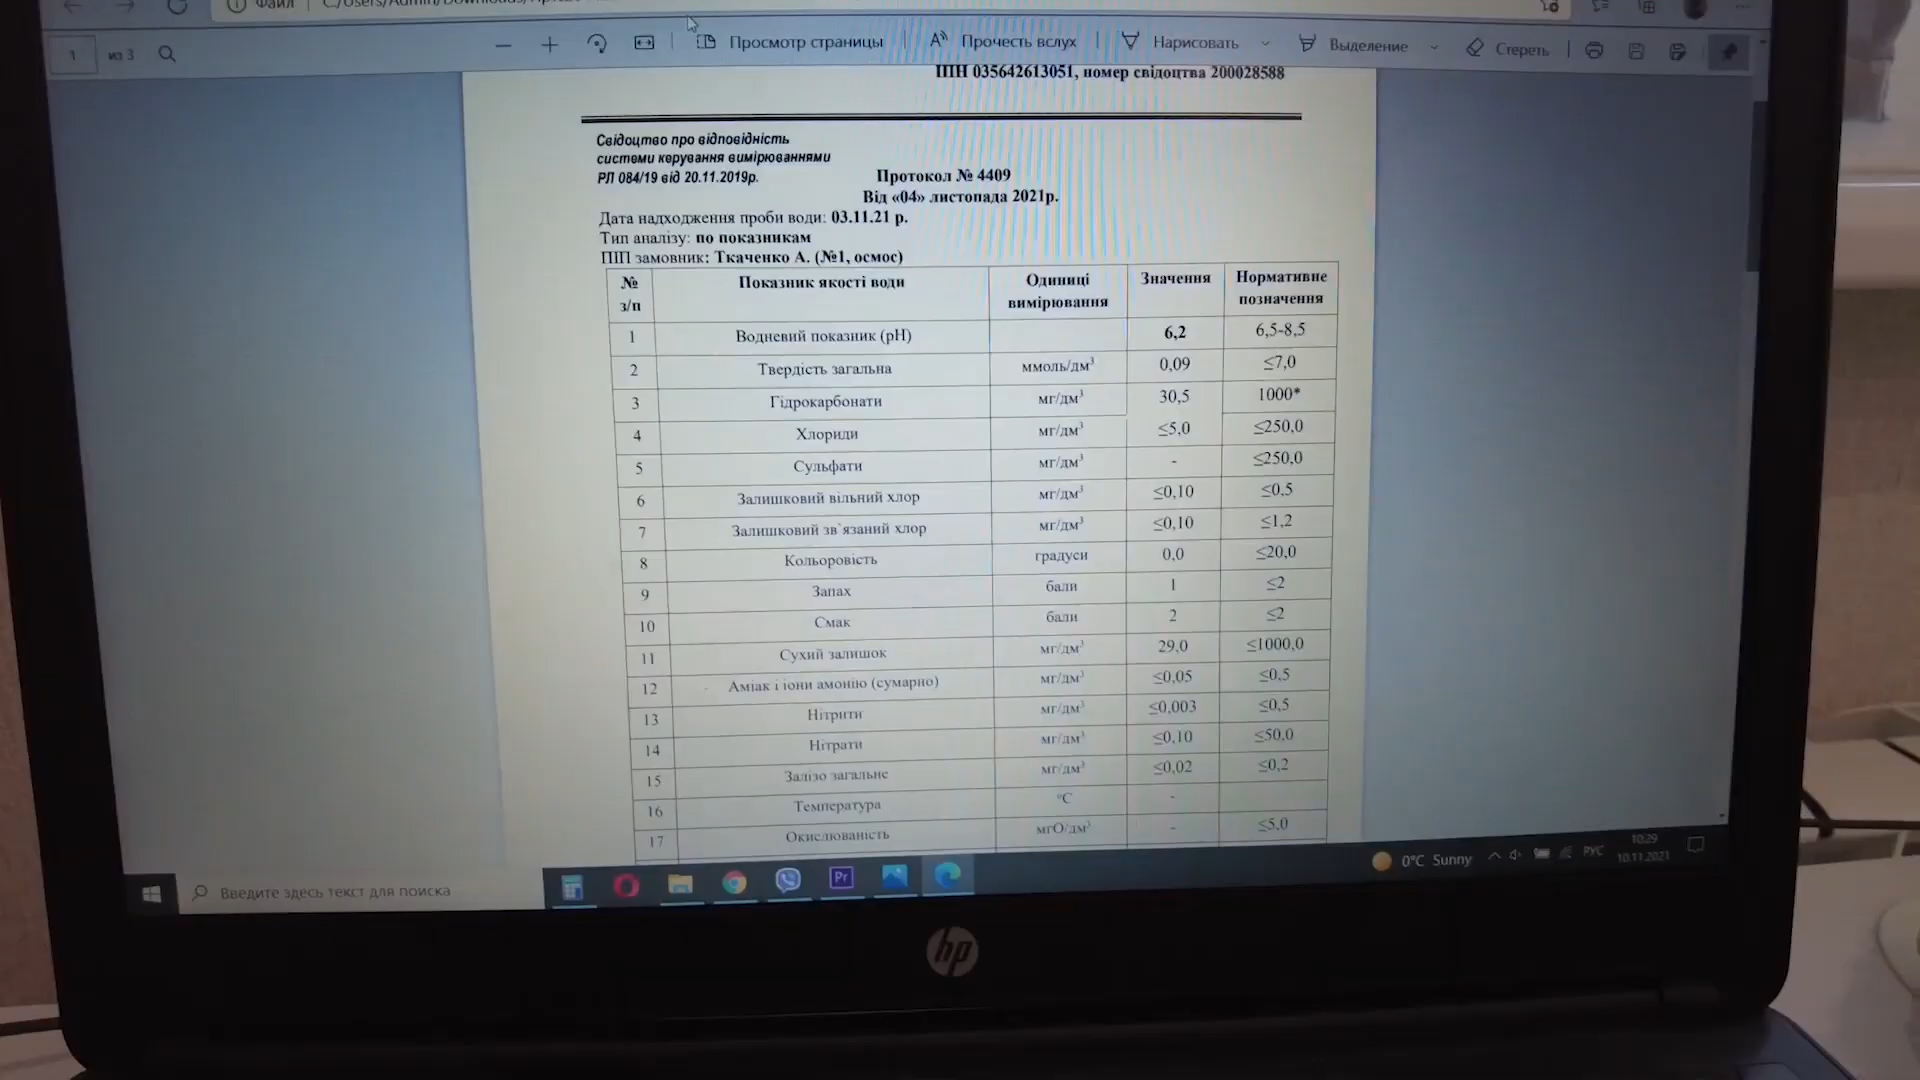 Файл
1 из 3 Просмотр страницы Прочесть вслух Нарисовать Выделение Стереть
ІПН 035642613051, номер свідоцтва 200028588
Свідоцтво про відповідність
системи керування вимірюваннями
РЛ 084/19 від 20.11.2019р.
Протокол № 4409
Від «04» листопада 2021р.
Дата надходження проби води: 03.11.21 р.
Тип аналізу: по показникам
ПІП замовник: Ткаченко А. (№1, осмос)
№ з/п Показник якості води Одиниці вимірювання Значення Нормативне позначення
1 Водневий показник (pH) 6,2 6,5-8,5
2 Твердість загальна ммоль/дм³ 0,09 ≤7,0
3 Гідрокарбонати мг/дм³ 30,5 1000*
4 Хлориди мг/дм³ ≤5,0 ≤250,0
5 Сульфати мг/дм³ - ≤250,0
6 Залишковий вільний хлор мг/дм³ ≤0,10 ≤0,5
7 Залишковий зв`язаний хлор мг/дм³ ≤0,10 ≤1,2
8 Кольоровість градуси 0,0 ≤20,0
9 Запах бали 1 ≤2
10 Смак бали 2 ≤2
11 Сухий залишок мг/дм³ 29,0 ≤1000,0
12 Аміак і іони амонію (сумарно) мг/дм³ ≤0,05 ≤0,5
13 Нітрити мг/дм³ ≤0,003 ≤0,5
14 Нітрати мг/дм³ ≤0,10 ≤50,0
15 Залізо загальне мг/дм³ ≤0,02 ≤0,2
16 Температура °С -
17 Окислюваність мгО/дм³ - ≤5,0
Введите здесь текст для поиска
Pr
0°C Sunny
РУС
10:29
10.11.2021
hp